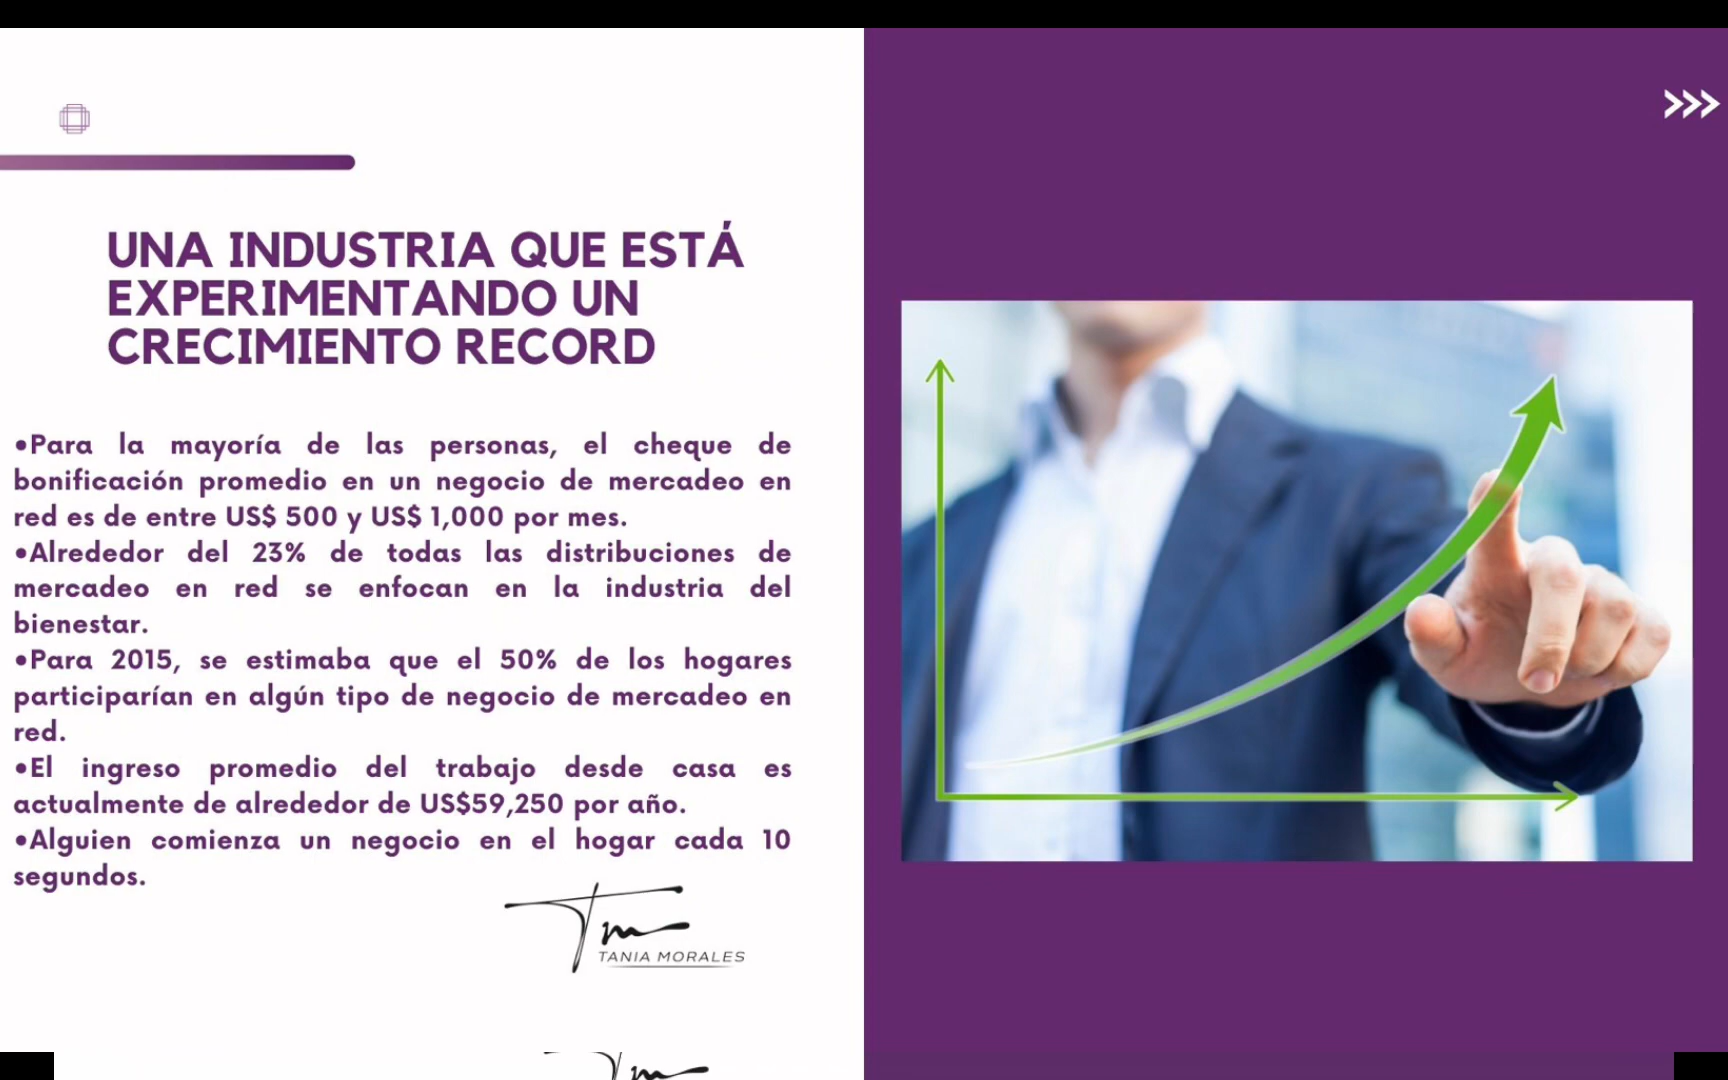 UNA INDUSTRIA QUE ESTÁ
EXPERIMENTANDO UN
CRECIMIENTO RECORD
•Para la mayoría de las personas, el cheque de
bonificación promedio en un negocio de mercadeo en
red es de entre US$ 500 y US$ 1,000 por mes.
•Alrededor del 23% de todas las distribuciones de
mercadeo en red se enfocan en la industria del
bienestar.
•Para 2015, se estimaba que el 50% de los hogares
participarían en algún tipo de negocio de mercadeo en
red.
•El ingreso promedio del trabajo desde casa es
actualmente de alrededor de US$59,250 por año.
•Alguien comienza un negocio en el hogar cada 10
segundos.
Tm
TANIA MORALES